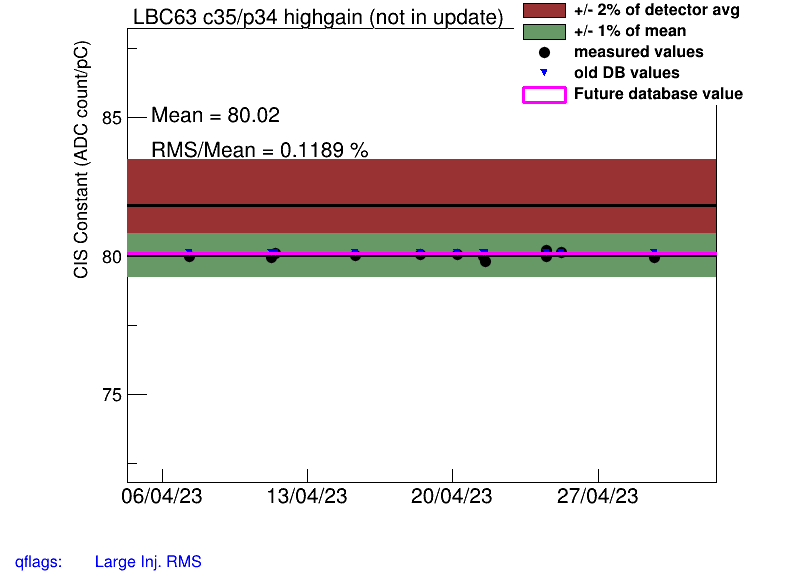 LBC63 c35/p34 highgain (not in update)
+/- 2% of detector avg
+/- 1% of mean
measured values
old DB values
Future database value
CIS Constant (ADC count/pC)
Mean = 80.02
RMS/Mean = 0.1189 %
85
80
75
06/04/23
13/04/23
20/04/23
27/04/23
qflags: Large Inj. RMS